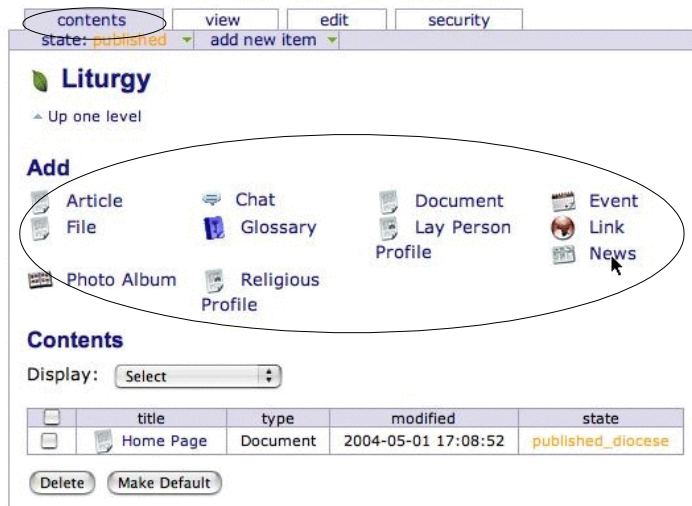 contents view edit security
state: published add new item
Liturgy
Up one level
Add
Article Chat Document Event
File Glossary Lay Person Link
Profile News
Photo Album Religious
Profile
Contents
Display: Select
title type modified state
Home Page Document 2004-05-01 17:08:52 published_diocese
Delete Make Default